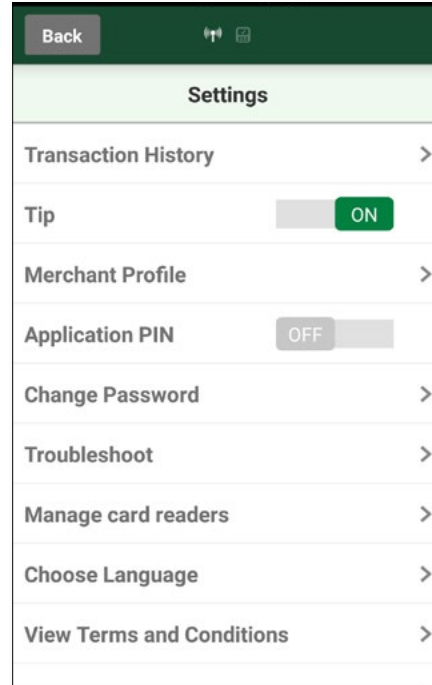 Back
Settings
Transaction History
Tip ON
Merchant Profile
Application PIN OFF
Change Password
Troubleshoot
Manage card readers
Choose Language
View Terms and Conditions